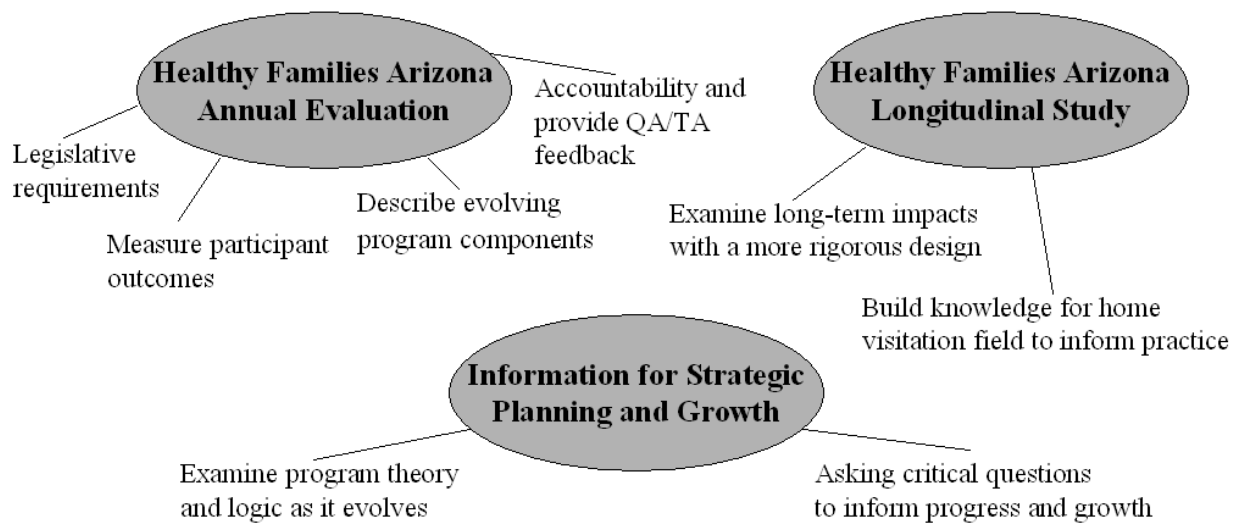 Healthy Families Arizona
Annual Evaluation
Legislative
requirements
Measure participant
outcomes
Describe evolving
program components
Accountability and
provide QA/TA
feedback
Healthy Families Arizona
Longitudinal Study
Examine long-term impacts
with a more rigorous design
Build knowledge for home
visitation field to inform practice
Information for Strategic
Planning and Growth
Examine program theory
and logic as it evolves
Asking critical questions
to inform progress and growth